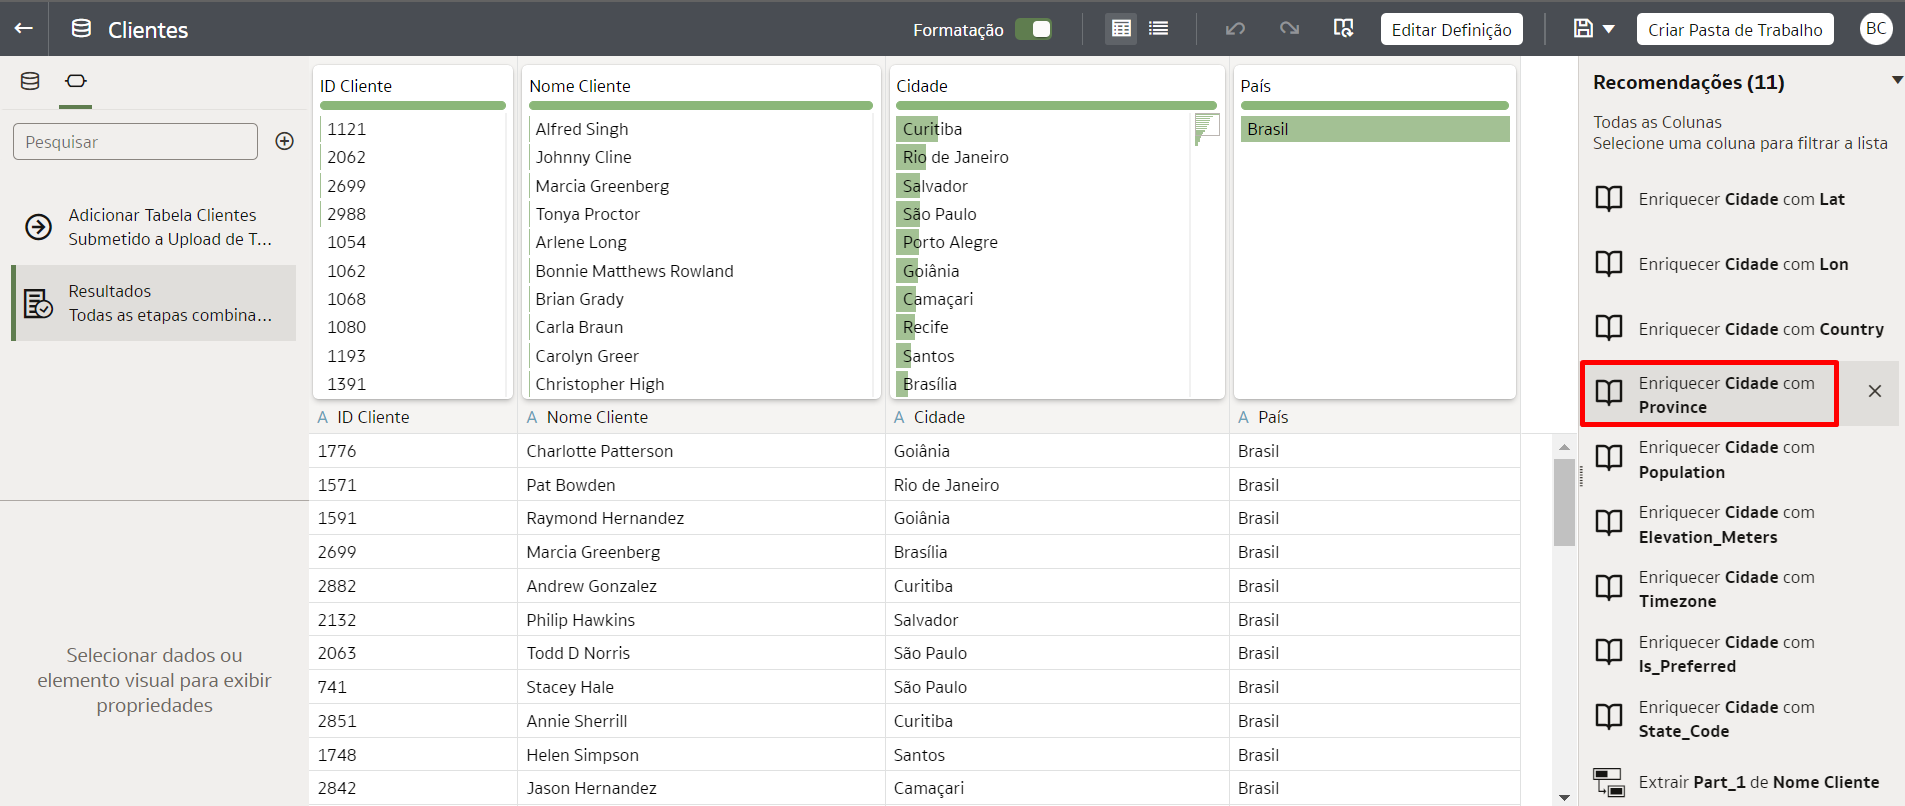 Clientes
Formatação
Editar Definição
Criar Pasta de Trabalho
BC
Pesquisar
Adicionar Tabela Clientes
Submetido a Upload de T...
Resultados
Todas as etapas combina...
Selecionar dados ou
elemento visual para exibir
propriedades
ID Cliente
1121
2062
2699
2988
1054
1062
1068
1080
1193
1391
Nome Cliente
Alfred Singh
Johnny Cline
Marcia Greenberg
Tonya Proctor
Arlene Long
Bonnie Matthews Rowland
Brian Grady
Carla Braun
Carolyn Greer
Christopher High
Cidade
Curitiba
Rio de Janeiro
Salvador
São Paulo
Porto Alegre
Goiânia
Camaçari
Recife
Santos
Brasília
País
Brasil
A ID Cliente A Nome Cliente A Cidade A País
1776 Charlotte Patterson Goiânia Brasil
1571 Pat Bowden Rio de Janeiro Brasil
1591 Raymond Hernandez Goiânia Brasil
2699 Marcia Greenberg Brasília Brasil
2882 Andrew Gonzalez Curitiba Brasil
2132 Philip Hawkins Salvador Brasil
2063 Todd D Norris São Paulo Brasil
741 Stacey Hale São Paulo Brasil
2851 Annie Sherrill Curitiba Brasil
1748 Helen Simpson Santos Brasil
2842 Jason Hernandez Camaçari Brasil
Recomendações (11)
Todas as Colunas
Selecione uma coluna para filtrar a lista
Enriquecer Cidade com Lat
Enriquecer Cidade com Lon
Enriquecer Cidade com Country
Enriquecer Cidade com
Province
Enriquecer Cidade com
Population
Enriquecer Cidade com
Elevation_Meters
Enriquecer Cidade com
Timezone
Enriquecer Cidade com
Is_Preferred
Enriquecer Cidade com
State_Code
Extrair Part_1 de Nome Cliente